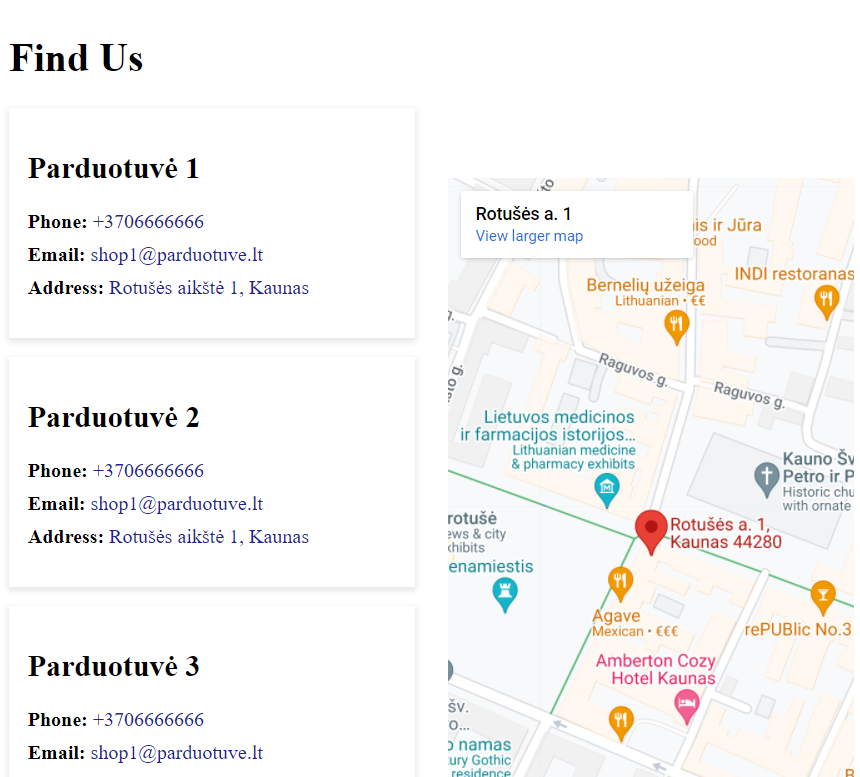 Find Us
Parduotuvė 1
Phone: +3706666666
Email: shop1@parduotuve.lt
Address: Rotušės aikštė 1, Kaunas
Parduotuvė 2
Phone: +3706666666
Email: shop1@parduotuve.lt
Address: Rotušės aikštė 1, Kaunas
Parduotuvė 3
Phone: +3706666666
Email: shop1@parduotuve.lt
Rotušės a. 1
View larger map
is ir Jūra
ood
INDI restoranas
Bernelių užeiga
Lithuanian • €€
Raguvos g.
Raguvos g.
Lietuvos medicinos
ir farmacijos istorijos...
Lithuanian medicine
& pharmacy exhibits
Kauno Šv
Petro ir P
Historic chu
with ornate
rotušė
ews & city
xhibits
Rotušės a. 1,
Kaunas 44280
enamiestis
Agave
Mexican • €€€
rePUBlic No.3
Amberton Cozy
Hotel Kaunas
šv.
o...
o namas
tury Gothic
residence